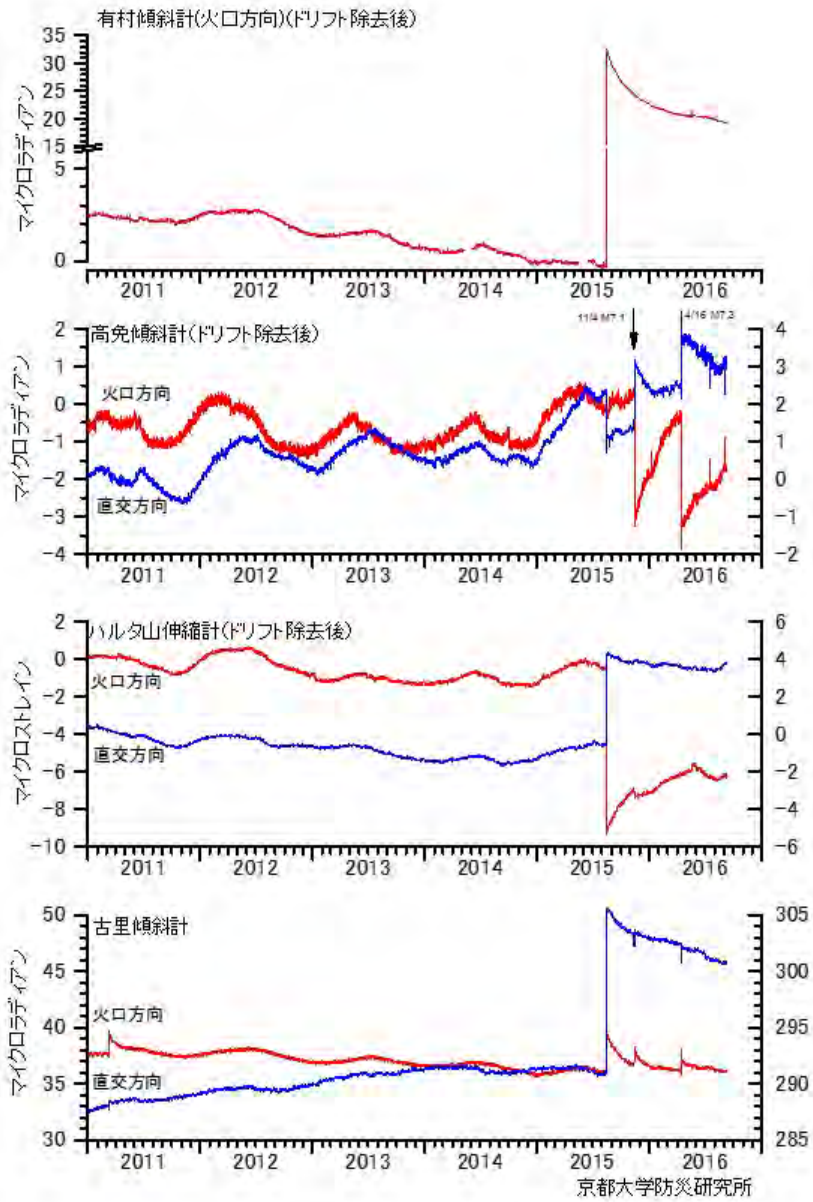 有村傾斜計(火口方向)(ドリフト除去後)
マイクロラディアン
35
30
25
20
15
5
0
2011 2012 2013 2014 2015 2016
高免傾斜計(ドリフト除去後)
11/4 M7.1
4/16 M7.3
マイクロラディアン
火口方向
直交方向
2
1
0
-1
-2
-3
-4
4
3
2
1
0
-1
-2
2011 2012 2013 2014 2015 2016
ハルタ山伸縮計(ドリフト除去後)
マイクロストレイン
火口方向
直交方向
2
0
-2
-4
-6
-8
-10
6
4
2
0
-2
-4
-6
2011 2012 2013 2014 2015 2016
古里傾斜計
マイクロラディアン
火口方向
直交方向
50
45
40
35
30
305
300
295
290
285
2011 2012 2013 2014 2015 2016
京都大学防災研究所